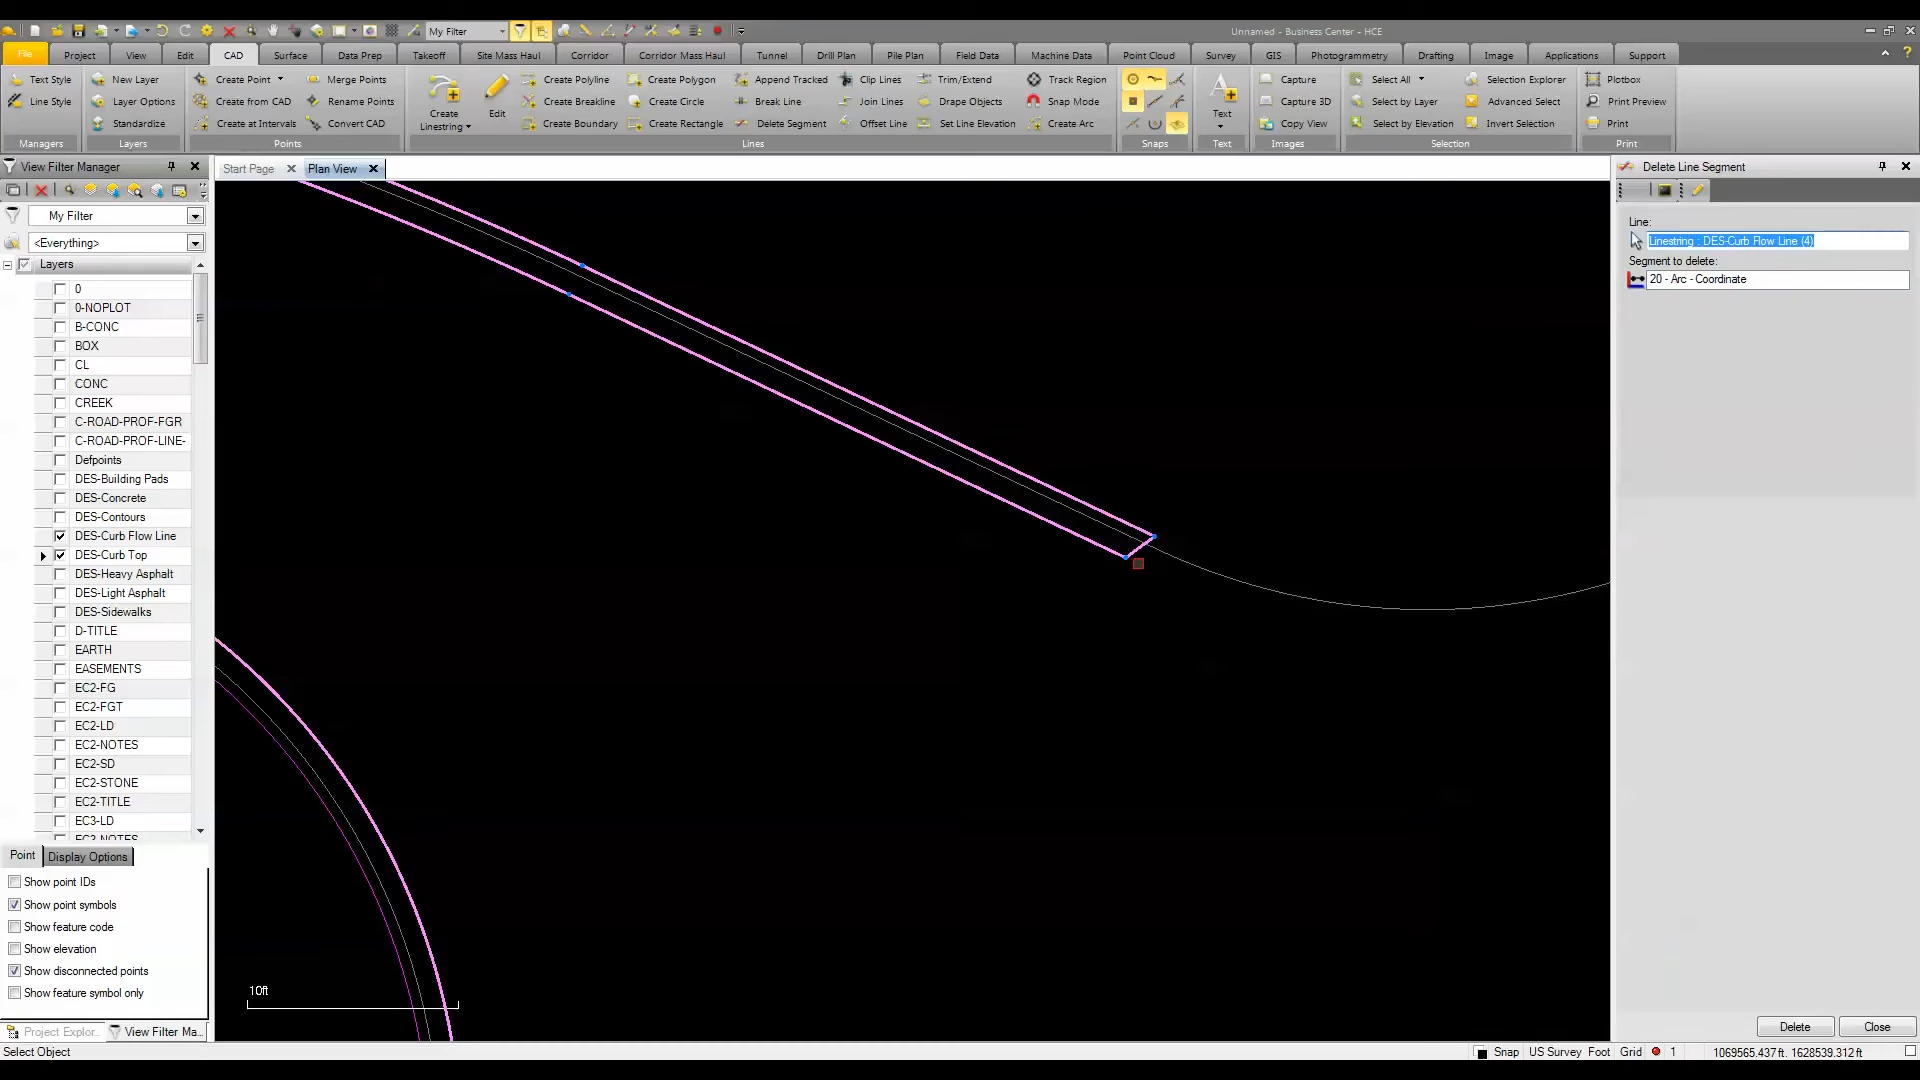 My Filter
Unnamed - Business Center - HCE
File Project View Edit CAD Surface Data Prep Takeoff Site Mass Haul Corridor Corridor Mass Haul Tunnel Drill Plan Pile Plan Field Data Machine Data Point Cloud Survey GIS Photogrammetry Drafting Image Applications Support
Text Style New Layer Create Point Merge Points Create Polyline Create Polygon Append Tracked Clip Lines Trim/Extend Track Region Capture Select All Selection Explorer Plotbox
Line Style Layer Options Create from CAD Rename Points Create Linestring Edit Create Breakline Create Circle Break Line Join Lines Drape Objects Snap Mode Text Capture 3D Select by Layer Advanced Select Print Preview
Standardize Create at Intervals Convert CAD Create Boundary Create Rectangle Delete Segment Offset Line Set Line Elevation Create Arc Copy View Select by Elevation Invert Selection Print
Managers Layers Points Lines Snaps Text Images Selection Print
View Filter Manager
Start Page Plan View
Delete Line Segment
My Filter
<Everything>
Layers
0
0-NOPLOT
B-CONC
BOX
CL
CONC
CREEK
C-ROAD-PROF-FGR
C-ROAD-PROF-LINE-
Defpoints
DES-Building Pads
DES-Concrete
DES-Contours
DES-Curb Flow Line
DES-Curb Top
DES-Heavy Asphalt
DES-Light Asphalt
DES-Sidewalks
D-TITLE
EARTH
EASEMENTS
EC2-FG
EC2-FGT
EC2-LD
EC2-NOTES
EC2-SD
EC2-STONE
EC2-TITLE
EC3-LD
EC3-NOTES
Point Display Options
Show point IDs
Show point symbols
Show feature code
Show elevation
Show disconnected points
Show feature symbol only
Project Explor... View Filter Ma...
Select Object
10ft
Line:
Linestring : DES-Curb Flow Line (4)
Segment to delete:
20 - Arc - Coordinate
Delete Close
Snap US Survey Foot Grid 1 1069565.437 ft, 1628539.312 ft